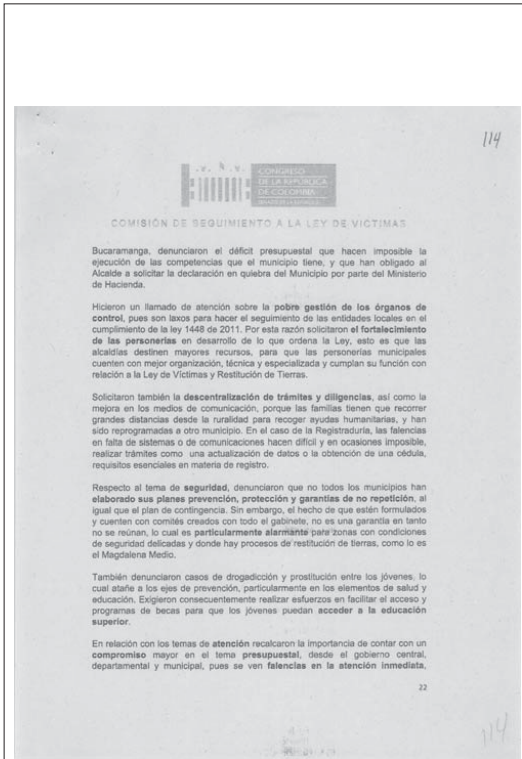 114
CONGRESO
DE LA REPÚBLICA
DE COLOMBIA
COMISIÓN DE SEGUIMIENTO A LA LEY DE VICTIMAS
Bucaramanga, denunciaron el déficit presupuestal que hacen imposible la
ejecución de las competencias que el municipio tiene, y que han obligado al
Alcalde a solicitar la declaración en quiebra del Municipio por parte del Ministerio
de Hacienda.
Hicieron un llamado de atención sobre la pobre gestión de los órganos de
control, pues son laxos para hacer el seguimiento de las entidades locales en el
cumplimiento de la ley 1448 de 2011. Por esta razón solicitaron el fortalecimiento
de las personerías en desarrollo de lo que ordena la Ley, esto es que las
alcaldías destinen mayores recursos, para que las personerías municipales
cuenten con mejor organización, técnica y especializada y cumplan su función con
relación a la Ley de Víctimas y Restitución de Tierras.
Solicitaron también la descentralización de trámites y diligencias, así como la
mejora en los medios de comunicación, porque las familias tienen que recorrer
grandes distancias desde la ruralidad para recoger ayudas humanitarias, y han
sido reprogramadas a otro municipio. En el caso de la Registraduría, las falencias
en falta de sistemas o de comunicaciones hacen difícil y en ocasiones imposible,
realizar trámites como una actualización de datos o la obtención de una cédula,
requisitos esenciales en materia de registro.
Respecto al tema de seguridad, denunciaron que no todos los municipios han
elaborado sus planes prevención, protección y garantías de no repetición, al
igual que el plan de contingencia. Sin embargo, el hecho de que estén formulados
y cuenten con comités creados con todo el gabinete, no es una garantía en tanto
no se reúnan, lo cual es particularmente alarmante para zonas con condiciones
de seguridad delicadas y donde hay procesos de restitución de tierras, como lo es
el Magdalena Medio.
También denunciaron casos de drogadicción y prostitución entre los jóvenes, lo
cual atañe a los ejes de prevención, particularmente en los elementos de salud y
educación. Exigieron consecuentemente realizar esfuerzos en facilitar el acceso y
programas de becas para que los jóvenes puedan acceder a la educación
superior.
En relación con los temas de atención recalcaron la importancia de contar con un
compromiso mayor en el tema presupuestal, desde el gobierno central,
departamental y municipal, pues se ven falencias en la atención inmediata,
22
114